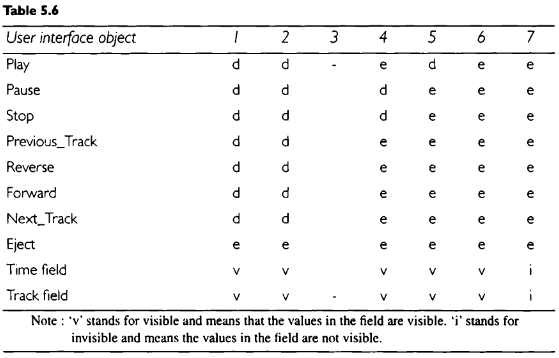 Table 5.6
User interface object 1 2 3 4 5 6 7
Play d d - e d e e
Pause d d d e e e
Stop d d d e e e
Previous_Track d d e e e e
Reverse d d e e e e
Forward d d e e e e
Next_Track d d e e e e
Eject e e e e e e
Time field v v v v v i
Track field v v - v v v i
Note : 'v' stands for visible and means that the values in the field are visible. 'i' stands for
invisible and means the values in the field are not visible.